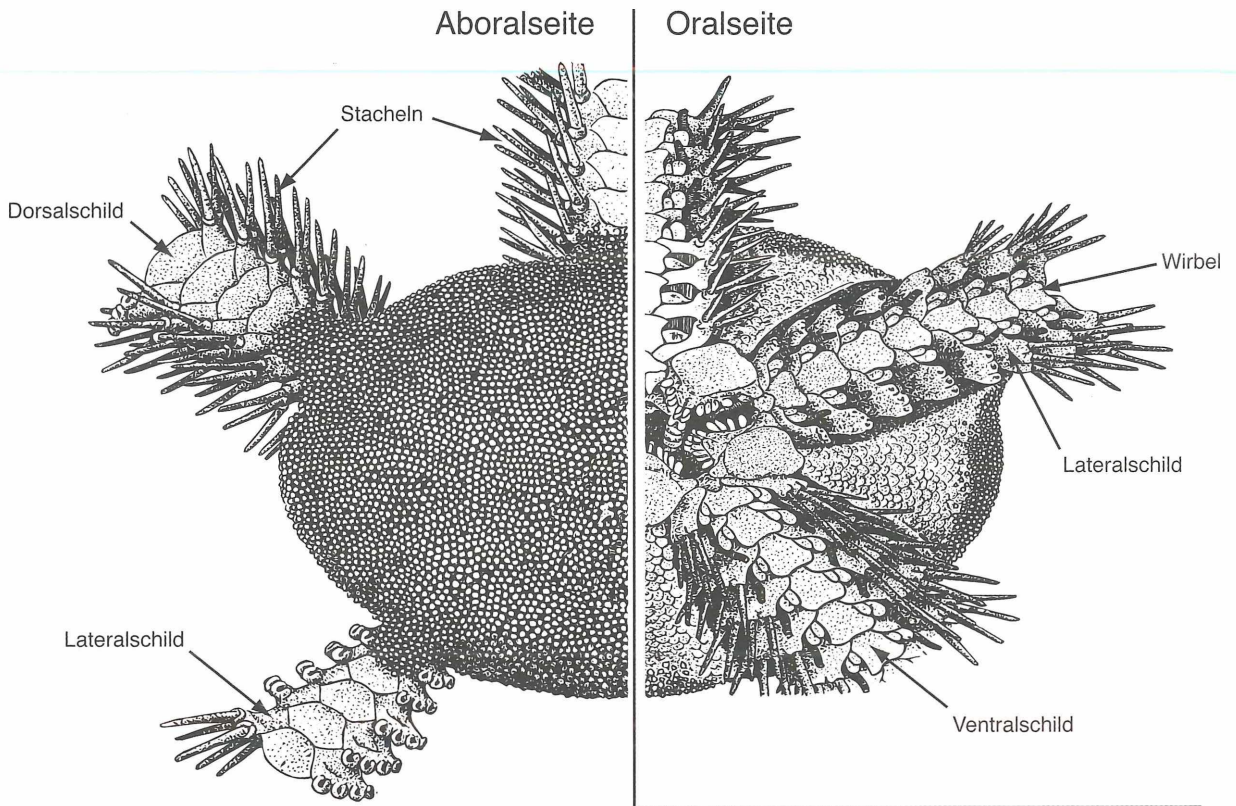 Aboralseite
Oralseite
Stacheln
Dorsalschild
Wirbel
Lateralschild
Lateralschild
Ventralschild